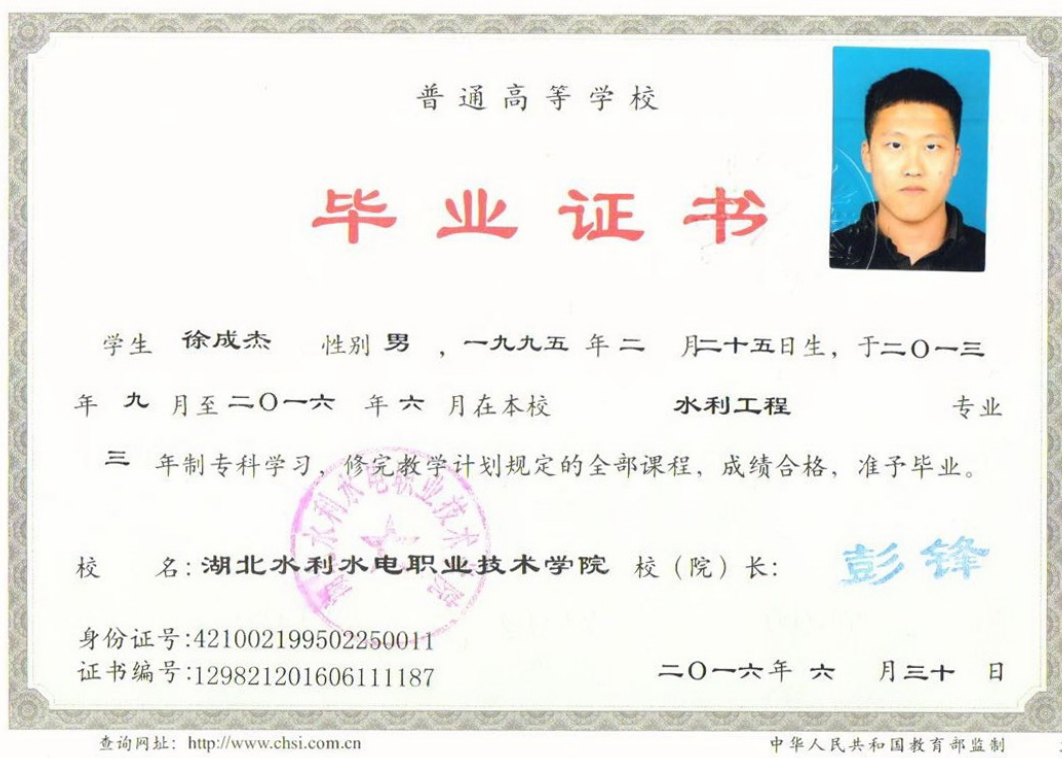 普通高等学校
毕业证书
学生 徐成杰 性别 男 ，一九九五 年 二 月二十五日生，于二〇一三
年 九 月至 二〇一六 年 六 月在本校 水利工程 专业
三 年制专科学习，修完教学计划规定的全部课程，成绩合格，准予毕业。
校 名：湖北水利水电职业技术学院 校（院）长： 彭锋
身份证号:421002199502250011
证书编号:129821201606111187
二〇一六年 六 月三十 日
查询网址：http://www.chsi.com.cn
中华人民共和国教育部监制